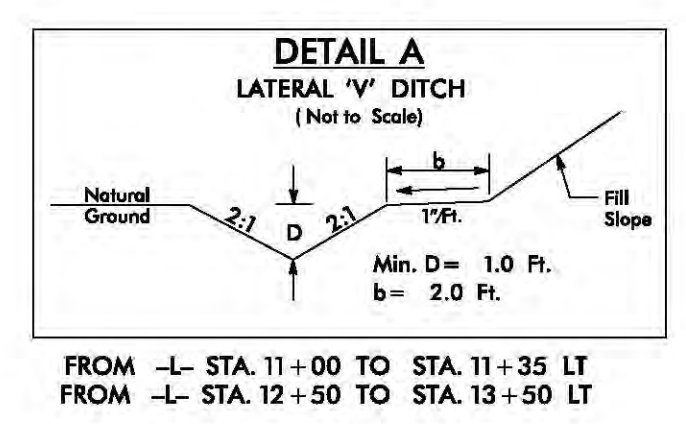 DETAIL A
LATERAL 'V' DITCH
(Not to Scale)
b
Natural
Ground
2:1
D
2:1
1"/Ft.
Fill
Slope
Min. D= 1.0 Ft.
b= 2.0 Ft.
FROM -L- STA. 11+00 TO STA. 11+35 LT
FROM -L- STA. 12+50 TO STA. 13+50 LT